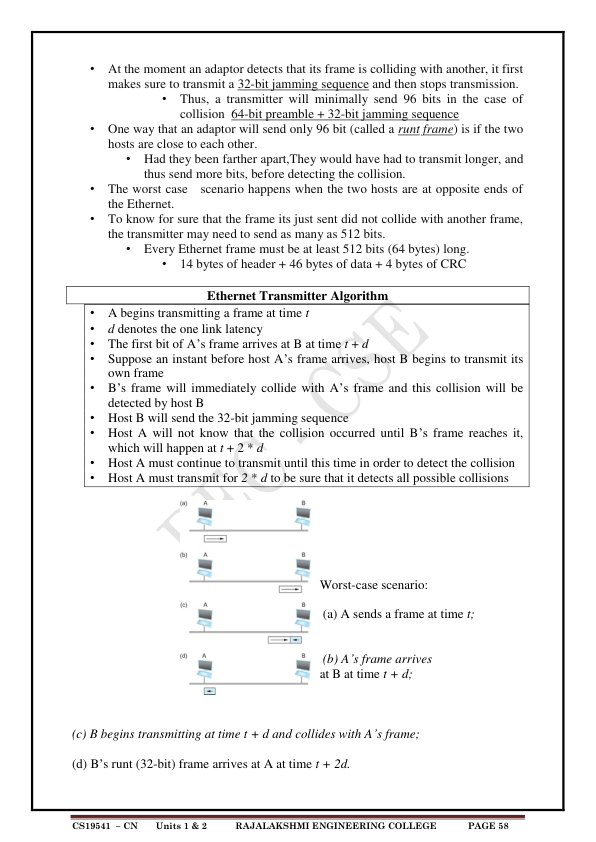 • At the moment an adaptor detects that its frame is colliding with another, it first
makes sure to transmit a 32-bit jamming sequence and then stops transmission.
• Thus, a transmitter will minimally send 96 bits in the case of
collision 64-bit preamble + 32-bit jamming sequence
• One way that an adaptor will send only 96 bit (called a runt frame) is if the two
hosts are close to each other.
• Had they been farther apart,They would have had to transmit longer, and
thus send more bits, before detecting the collision.
• The worst case scenario happens when the two hosts are at opposite ends of
the Ethernet.
• To know for sure that the frame its just sent did not collide with another frame,
the transmitter may need to send as many as 512 bits.
• Every Ethernet frame must be at least 512 bits (64 bytes) long.
• 14 bytes of header + 46 bytes of data + 4 bytes of CRC
Ethernet Transmitter Algorithm
• A begins transmitting a frame at time t
• d denotes the one link latency
• The first bit of A's frame arrives at B at time t + d
• Suppose an instant before host A's frame arrives, host B begins to transmit its
own frame
• B's frame will immediately collide with A's frame and this collision will be
detected by host B
• Host B will send the 32-bit jamming sequence
• Host A will not know that the collision occurred until B's frame reaches it,
which will happen at t + 2 * d
• Host A must continue to transmit until this time in order to detect the collision
• Host A must transmit for 2 * d to be sure that it detects all possible collisions
REC - CSE
(a) A B
(b) A B
Worst-case scenario:
(c) A B
(a) A sends a frame at time t;
(d) A B
(b) A's frame arrives
at B at time t + d;
(c) B begins transmitting at time t + d and collides with A's frame;
(d) B's runt (32-bit) frame arrives at A at time t + 2d.
CS19541 – CN Units 1 & 2 RAJALAKSHMI ENGINEERING COLLEGE PAGE 58